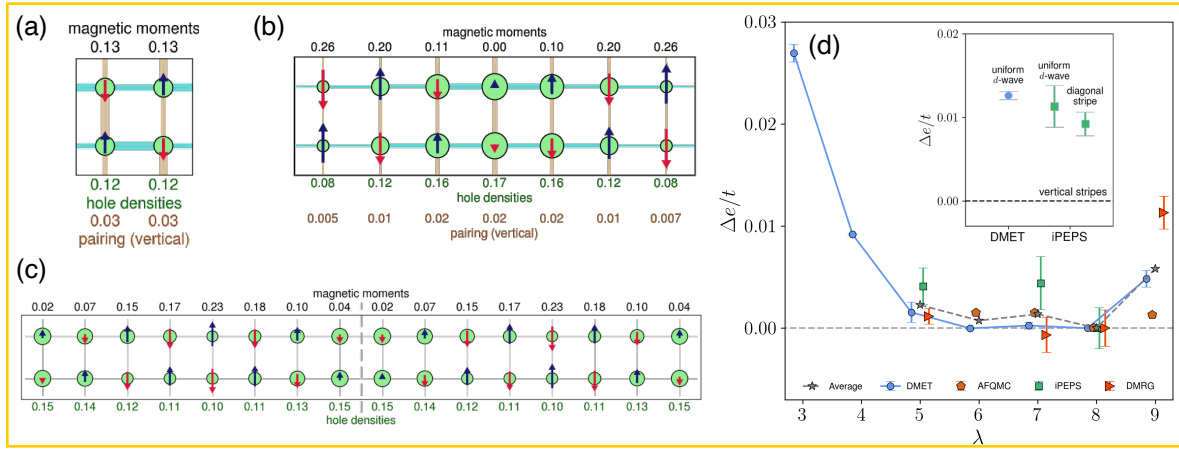 (a)
magnetic moments
0.13 0.13
0.12 0.12
hole densities
0.03 0.03
pairing (vertical)
(b)
magnetic moments
0.26 0.20 0.11 0.00 0.10 0.20 0.26
0.08 0.12 0.16 0.17 0.16 0.12 0.08
hole densities
0.005 0.01 0.02 0.02 0.02 0.01 0.007
pairing (vertical)
(c)
magnetic moments
0.02 0.07 0.15 0.17 0.23 0.18 0.10 0.04 0.02 0.07 0.15 0.17 0.23 0.18 0.10 0.04
0.15 0.14 0.12 0.11 0.10 0.11 0.13 0.15 0.15 0.14 0.12 0.11 0.10 0.11 0.13 0.15
hole densities
(d)
Δe/t
0.03
0.02
0.01
0.00
3 4 5 6 7 8 9
λ
Average DMET AFQMC iPEPS DMRG
Δe/t
0.02
0.01
0.00
uniform
d-wave
uniform
d-wave
diagonal
stripe
vertical stripes
DMET iPEPS